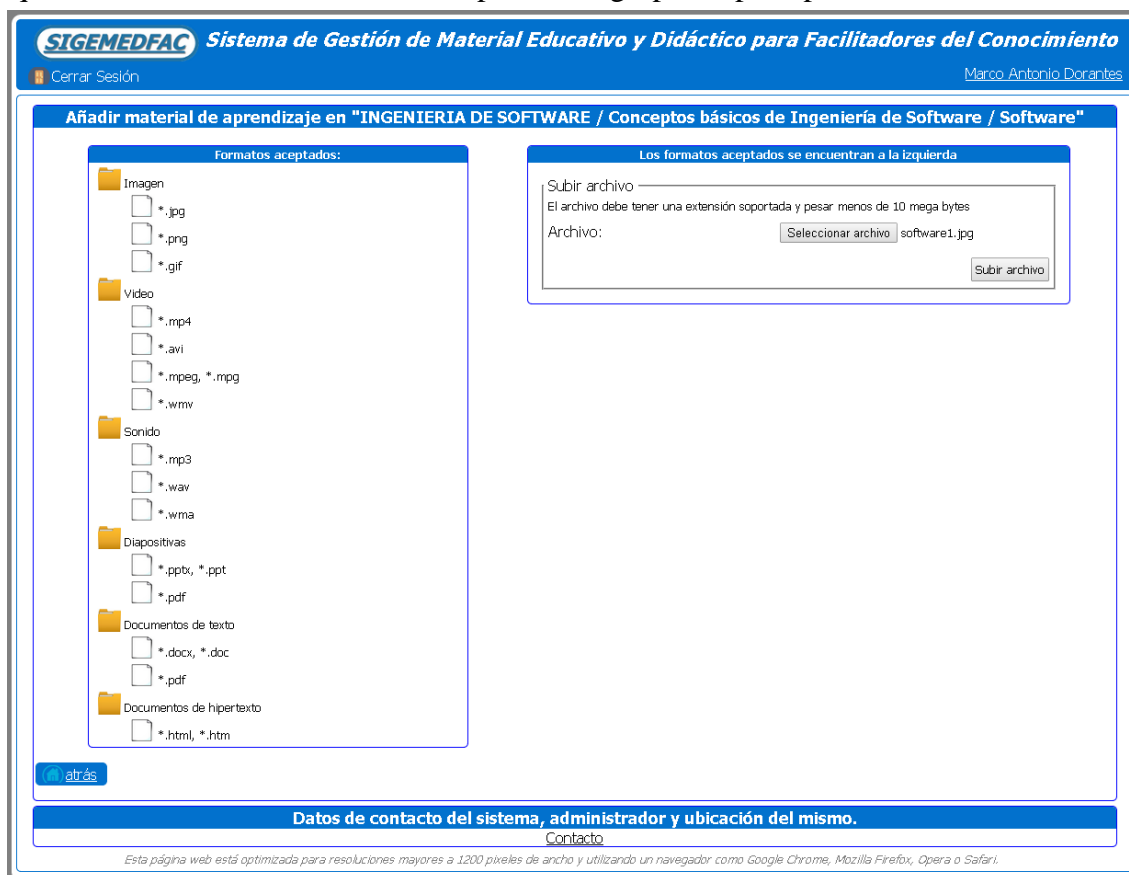 SIGEMEDFAC Sistema de Gestión de Material Educativo y Didáctico para Facilitadores del Conocimiento
Cerrar Sesión
Marco Antonio Dorantes
Añadir material de aprendizaje en "INGENIERIA DE SOFTWARE / Conceptos básicos de Ingeniería de Software / Software"
Formatos aceptados:
Imagen
*.jpg
*.png
*.gif
Video
*.mp4
*.avi
*.mpeg, *.mpg
*.wmv
Sonido
*.mp3
*.wav
*.wma
Diapositivas
*.pptx, *.ppt
*.pdf
Documentos de texto
*.docx, *.doc
*.pdf
Documentos de hipertexto
*.html, *.htm
Los formatos aceptados se encuentran a la izquierda
Subir archivo
El archivo debe tener una extensión soportada y pesar menos de 10 mega bytes
Archivo: Seleccionar archivo software1.jpg
Subir archivo
atrás
Datos de contacto del sistema, administrador y ubicación del mismo.
Contacto
Esta página web está optimizada para resoluciones mayores a 1200 pixeles de ancho y utilizando un navegador como Google Chrome, Mozilla Firefox, Opera o Safari.